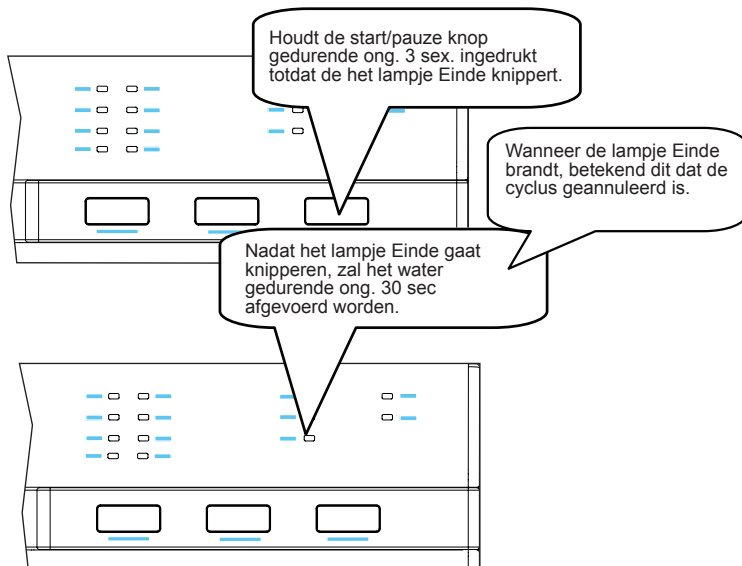 Houdt de start/pauze knop
gedurende ong. 3 sex. ingedrukt
totdat de het lampje Einde knippert.
Wanneer de lampje Einde
brandt, betekend dit dat de
cyclus geannuleerd is.
Nadat het lampje Einde gaat
knipperen, zal het water
gedurende ong. 30 sec
afgevoerd worden.